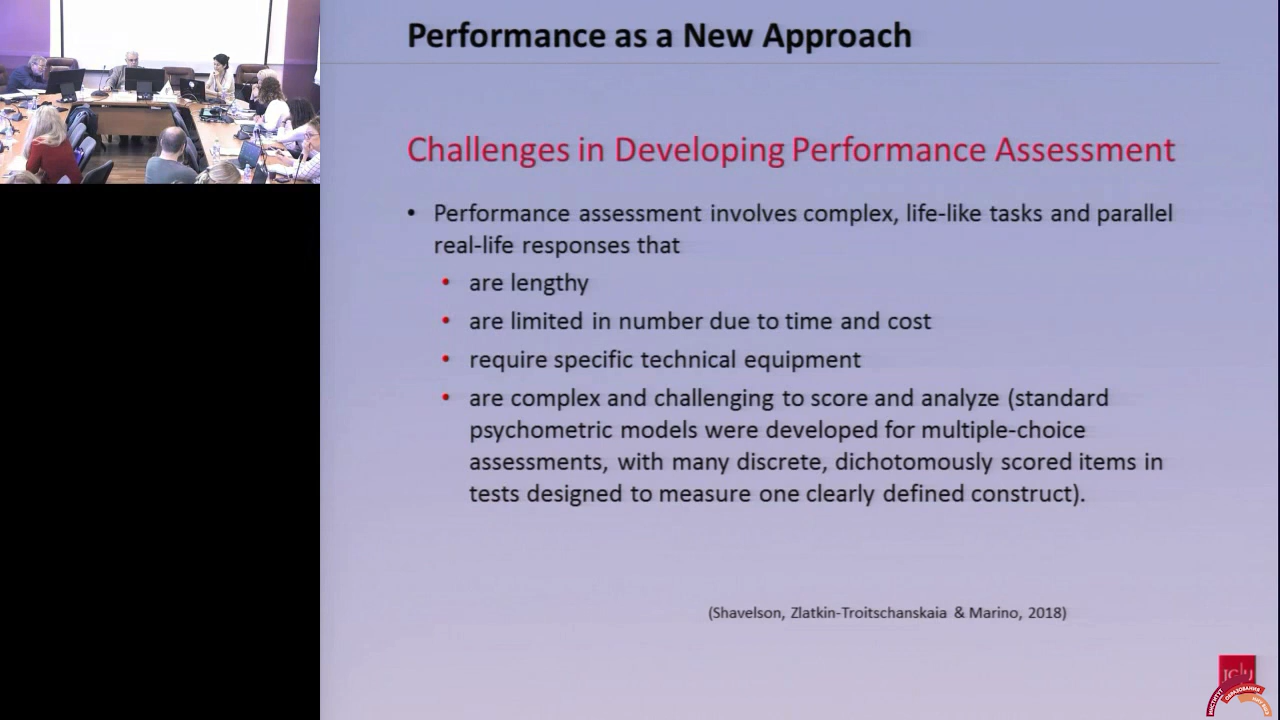 Performance as a New Approach
Challenges in Developing Performance Assessment
• Performance assessment involves complex, life-like tasks and parallel
real-life responses that
• are lengthy
• are limited in number due to time and cost
• require specific technical equipment
• are complex and challenging to score and analyze (standard
psychometric models were developed for multiple-choice
assessments, with many discrete, dichotomously scored items in
tests designed to measure one clearly defined construct).
(Shavelson, Zlatkin-Troitschanskaia & Marino, 2018)
ИНСТИТУТ ОБРАЗОВАНИЯ